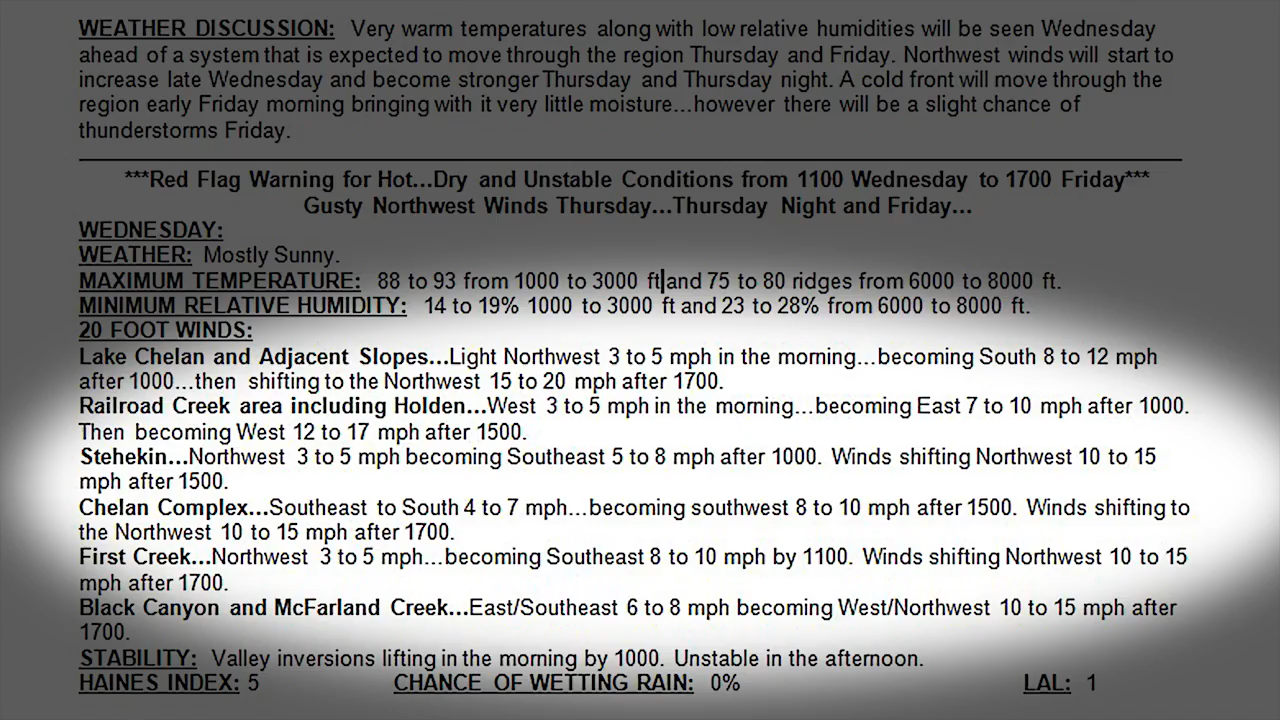 WEATHER DISCUSSION: Very warm temperatures along with low relative humidities will be seen Wednesday
ahead of a system that is expected to move through the region Thursday and Friday. Northwest winds will start to
increase late Wednesday and become stronger Thursday and Thursday night. A cold front will move through the
region early Friday morning bringing with it very little moisture...however there will be a slight chance of
thunderstorms Friday.
***Red Flag Warning for Hot...Dry and Unstable Conditions from 1100 Wednesday to 1700 Friday***
Gusty Northwest Winds Thursday...Thursday Night and Friday...
WEDNESDAY:
WEATHER: Mostly Sunny.
MAXIMUM TEMPERATURE: 88 to 93 from 1000 to 3000 ft and 75 to 80 ridges from 6000 to 8000 ft.
MINIMUM RELATIVE HUMIDITY: 14 to 19% 1000 to 3000 ft and 23 to 28% from 6000 to 8000 ft.
20 FOOT WINDS:
Lake Chelan and Adjacent Slopes...Light Northwest 3 to 5 mph in the morning...becoming South 8 to 12 mph
after 1000...then shifting to the Northwest 15 to 20 mph after 1700.
Railroad Creek area including Holden...West 3 to 5 mph in the morning...becoming East 7 to 10 mph after 1000.
Then becoming West 12 to 17 mph after 1500.
Stehekin...Northwest 3 to 5 mph becoming Southeast 5 to 8 mph after 1000. Winds shifting Northwest 10 to 15
mph after 1500.
Chelan Complex...Southeast to South 4 to 7 mph...becoming southwest 8 to 10 mph after 1500. Winds shifting to
the Northwest 10 to 15 mph after 1700.
First Creek...Northwest 3 to 5 mph...becoming Southeast 8 to 10 mph by 1100. Winds shifting Northwest 10 to 15
mph after 1700.
Black Canyon and McFarland Creek...East/Southeast 6 to 8 mph becoming West/Northwest 10 to 15 mph after
1700.
STABILITY: Valley inversions lifting in the morning by 1000. Unstable in the afternoon.
HAINES INDEX: 5 CHANCE OF WETTING RAIN: 0% LAL: 1